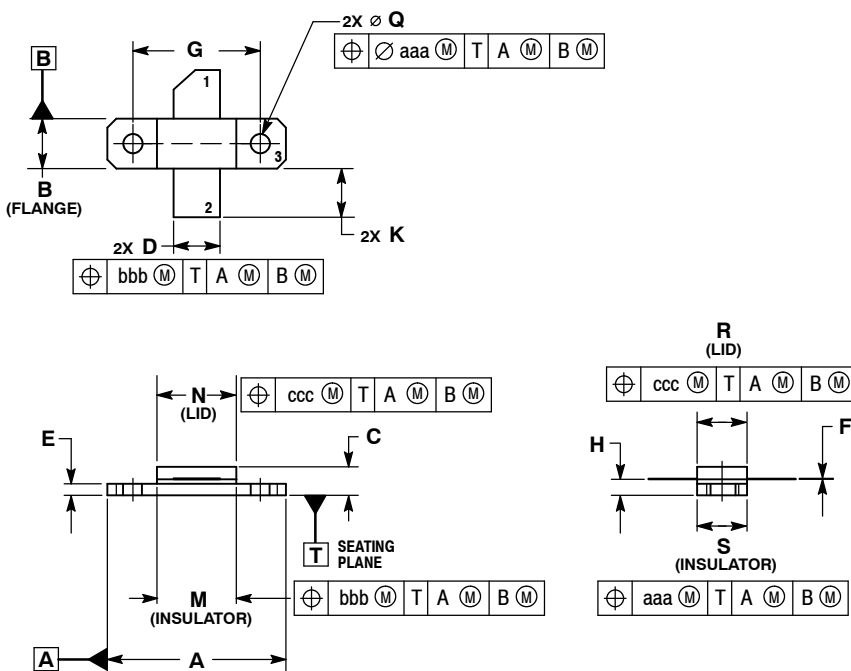 2X ⌀ Q
⌖ ⌀ aaa Ⓜ T A Ⓜ B Ⓜ
G
B
1
3
B
(FLANGE)
2
2X K
2X D
⌖ bbb Ⓜ T A Ⓜ B Ⓜ
N
(LID)
⌖ ccc Ⓜ T A Ⓜ B Ⓜ
E
C
T
SEATING
PLANE
M
(INSULATOR)
⌖ bbb Ⓜ T A Ⓜ B Ⓜ
A
A
R
(LID)
⌖ ccc Ⓜ T A Ⓜ B Ⓜ
F
H
S
(INSULATOR)
⌖ aaa Ⓜ T A Ⓜ B Ⓜ